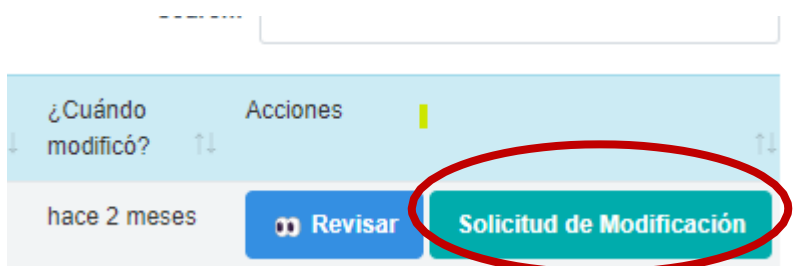 ¿Cuándo
modificó?
Acciones
hace 2 meses
Revisar
Solicitud de Modificación